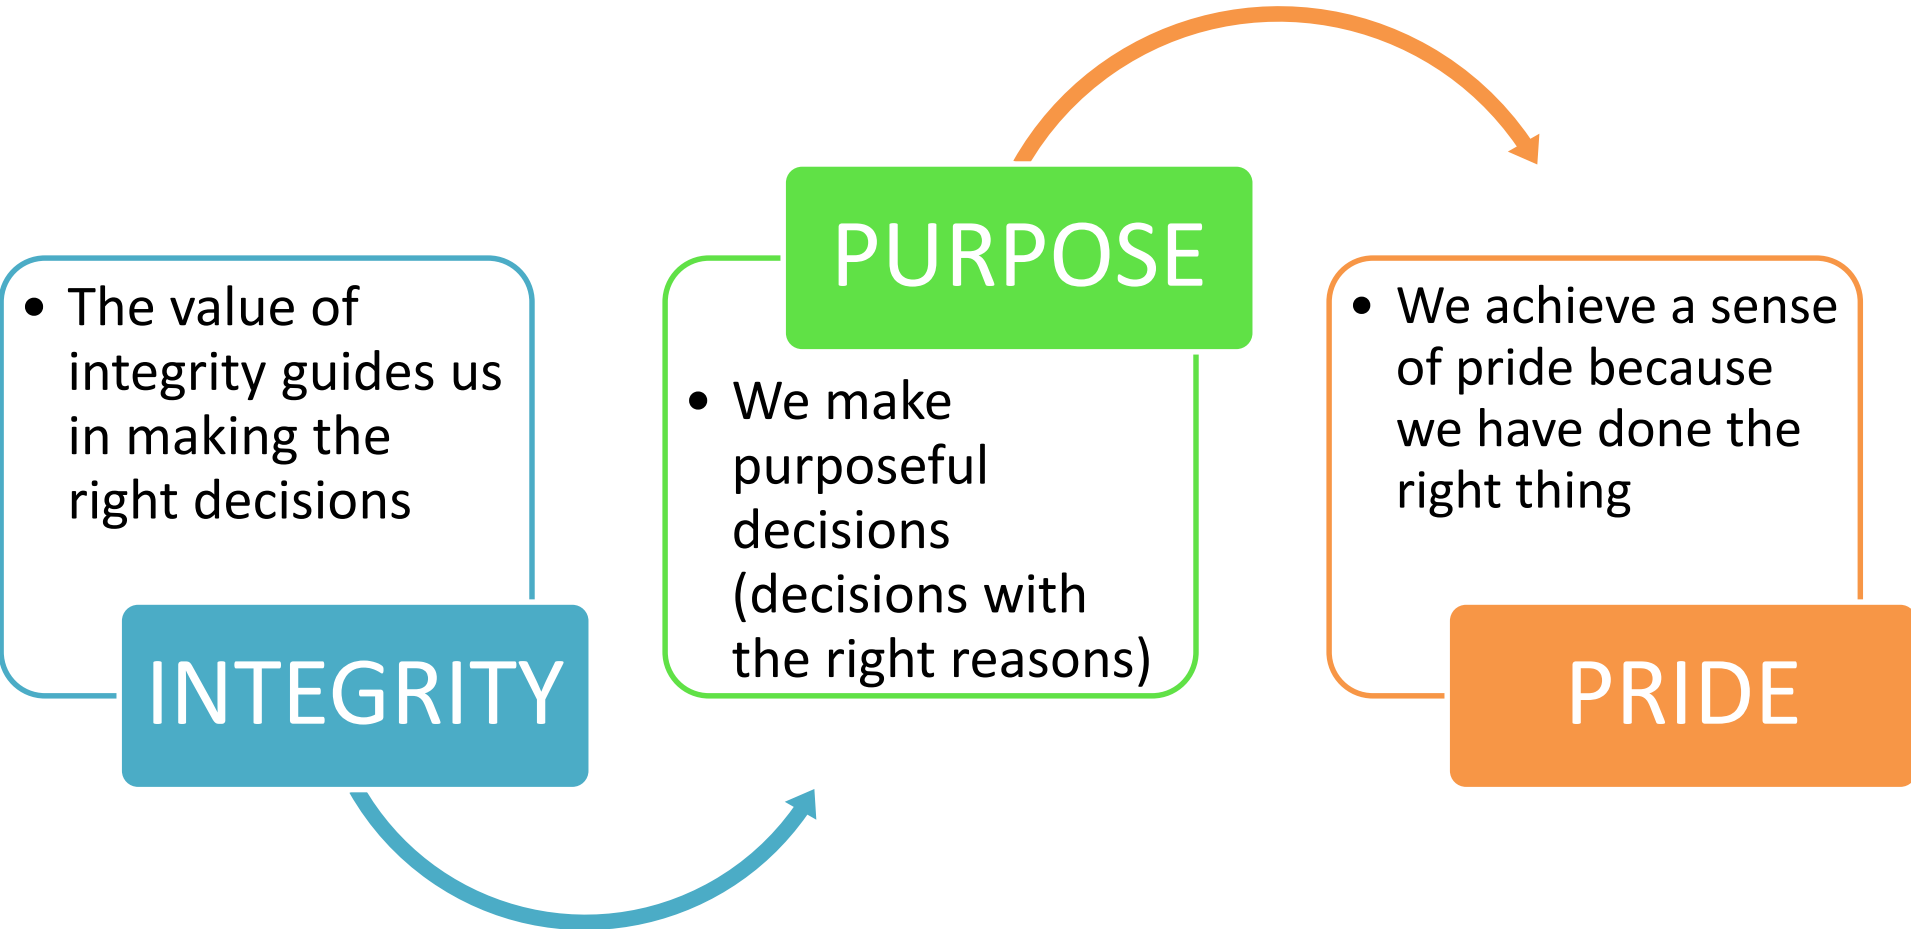 • The value of
integrity guides us
in making the
right decisions
INTEGRITY
PURPOSE
• We make
purposeful
decisions
(decisions with
the right reasons)
• We achieve a sense
of pride because
we have done the
right thing
PRIDE